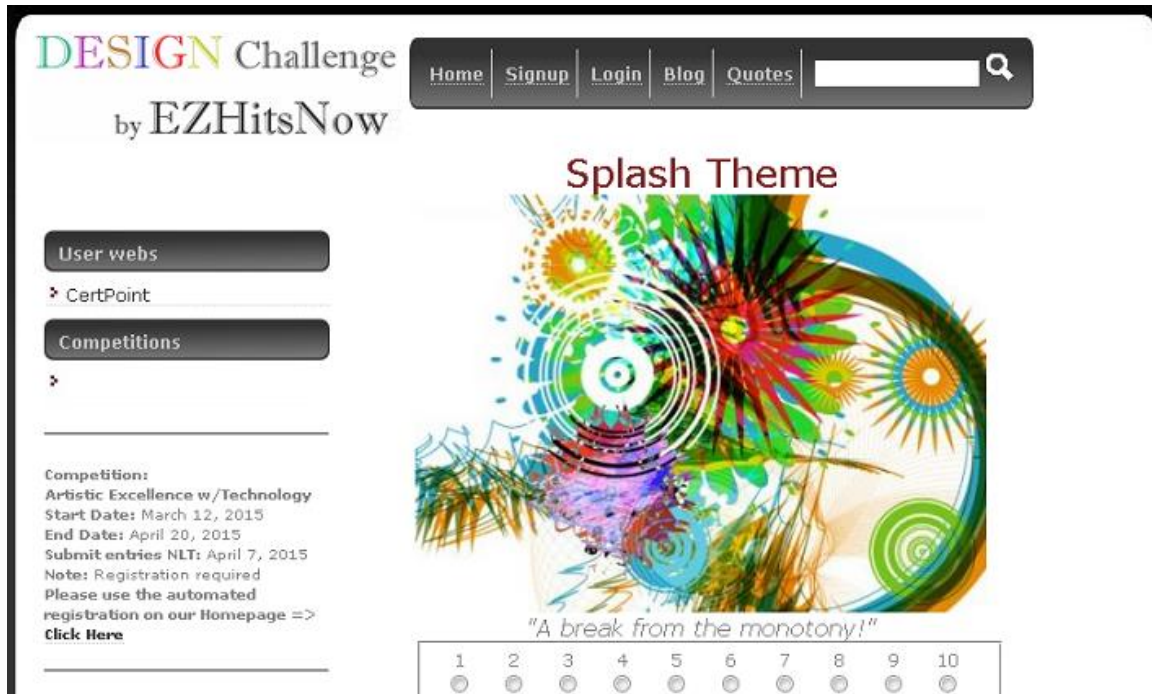 DESIGN Challenge
by EZHitsNow
Home Signup Login Blog Quotes
Splash Theme
User webs
CertPoint
Competitions
Competition:
Artistic Excellence w/Technology
Start Date: March 12, 2015
End Date: April 20, 2015
Submit entries NLT: April 7, 2015
Note: Registration required
Please use the automated
registration on our Homepage =>
Click Here
"A break from the monotony!"
1 2 3 4 5 6 7 8 9 10